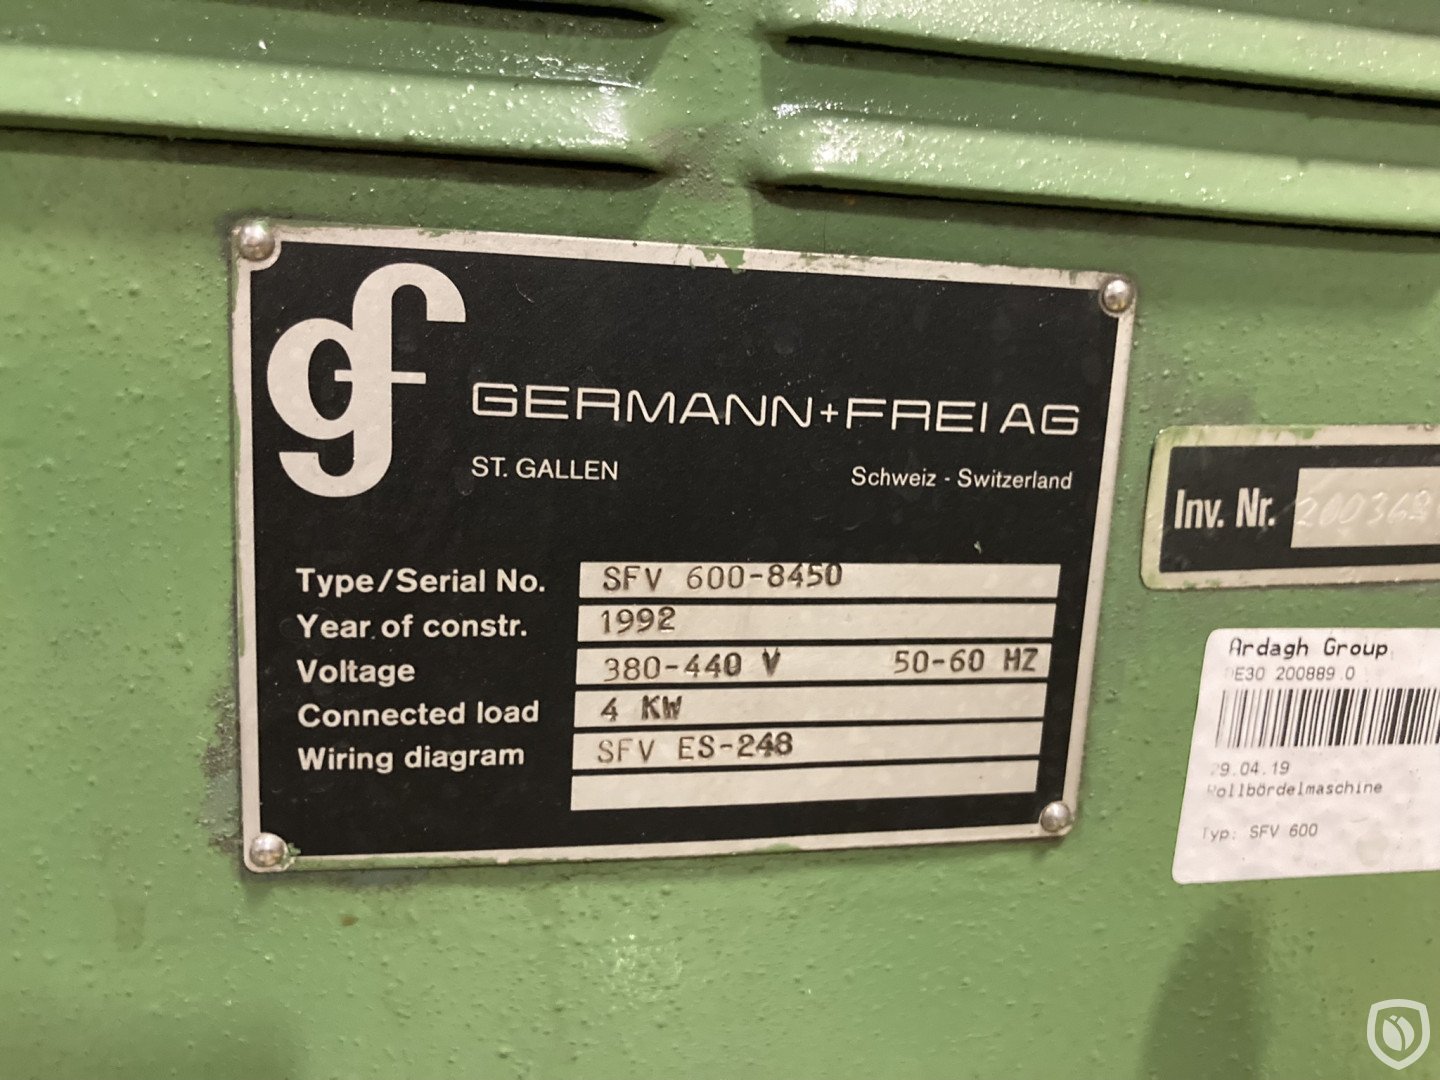 gf
GERMANN+FREI AG
ST. GALLEN Schweiz - Switzerland
Type/Serial No. SFV 600-8450
Year of constr. 1992
Voltage 380-440 V 50-60 HZ
Connected load 4 KW
Wiring diagram SFV ES-248
Inv. Nr.
Ardagh Group
DE30 200889.0
29.04.19
Rollbördelmaschine
Typ: SFV 600